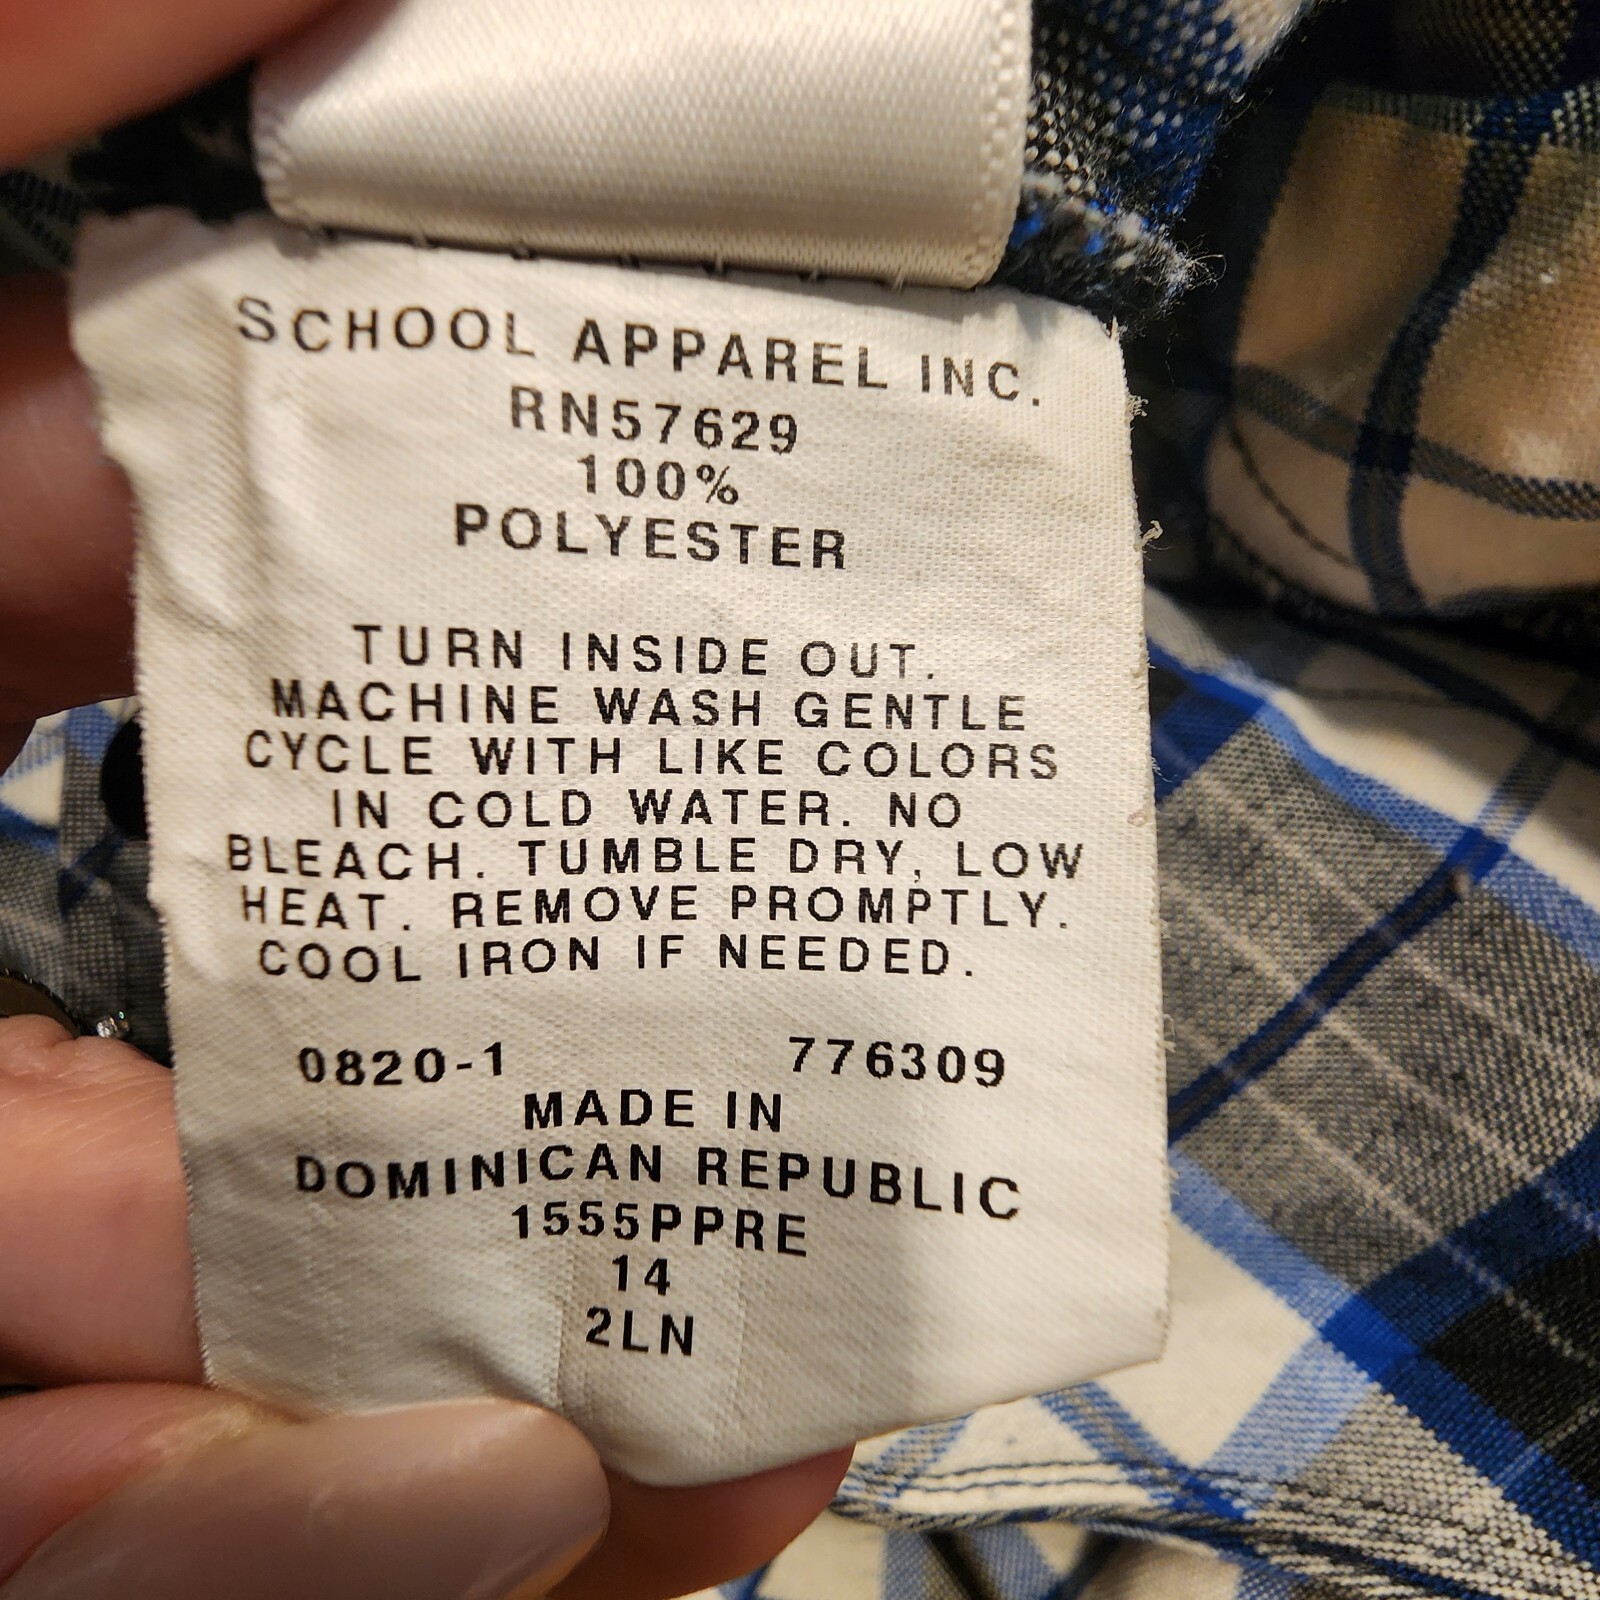 SCHOOL APPAREL INC.
RN57629
100%
POLYESTER
TURN INSIDE OUT.
MACHINE WASH GENTLE
CYCLE WITH LIKE COLORS
IN COLD WATER. NO
BLEACH. TUMBLE DRY, LOW
HEAT. REMOVE PROMPTLY.
COOL IRON IF NEEDED.
0820-1 776309
MADE IN
DOMINICAN REPUBLIC
1555PPRE
14
2LN